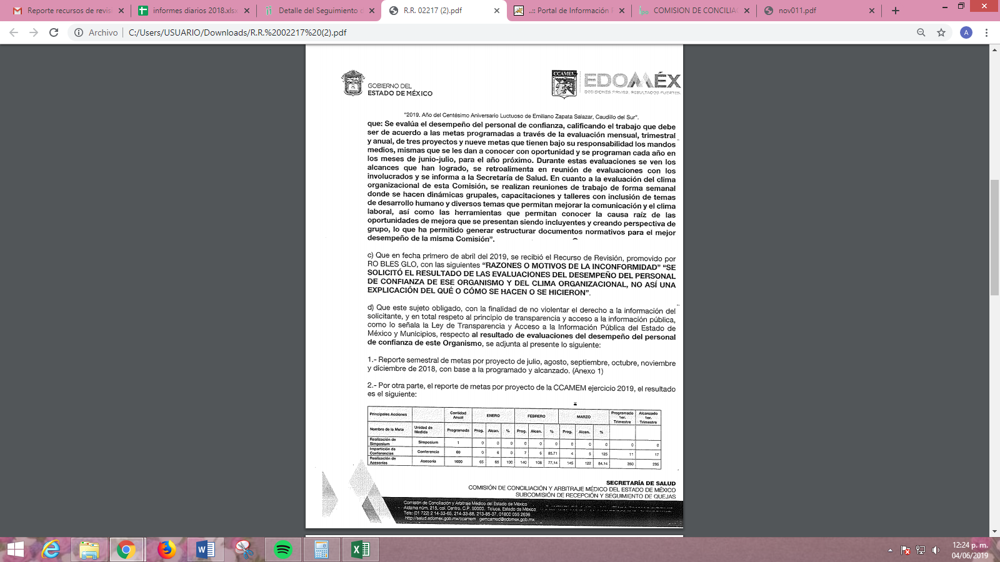 Reporte recursos de revis
informes diarios 2018.xlsx
Detalle del Seguimiento d
R.R. 02217 (2).pdf
..:: Portal de Información
COMISION DE CONCILIA
nov011.pdf
Archivo
C:/Users/USUARIO/Downloads/R.R.%2002217%20(2).pdf
A
GOBIERNO DEL
ESTADO DE MÉXICO
CCAMEM
EDOMÉX
DECISIONES FIRMES, RESULTADOS FUERTES.
"2019. Año del Centésimo Aniversario Luctuoso de Emiliano Zapata Salazar, Caudillo del Sur".
que: Se evalúa el desempeño del personal de confianza, calificando el trabajo que debe
ser de acuerdo a las metas programadas a través de la evaluación mensual, trimestral
y anual, de tres proyectos y nueve metas que tienen bajo su responsabilidad los mandos
medios, mismas que se les dan a conocer con oportunidad y se programan cada año en
los meses de junio-julio, para el año próximo. Durante estas evaluaciones se ven los
alcances que han logrado, se retroalimenta en reunión de evaluaciones con los
involucrados y se informa a la Secretaría de Salud. En cuanto a la evaluación del clima
organizacional de esta Comisión, se realizan reuniones de trabajo de forma semanal
donde se hacen dinámicas grupales, capacitaciones y talleres con inclusión de temas
de desarrollo humano y diversos temas que permitan mejorar la comunicación y el clima
laboral, así como las herramientas que permitan conocer la causa raíz de las
oportunidades de mejora que se presentan siendo incluyentes y creando perspectiva de
grupo, lo que ha permitido generar estructurar documentos normativos para el mejor
desempeño de la misma Comisión".
c) Que en fecha primero de abril del 2019, se recibió el Recurso de Revisión, promovido por
RO BLES GLO, con las siguientes "RAZONES O MOTIVOS DE LA INCONFORMIDAD" "SE
SOLICITÓ EL RESULTADO DE LAS EVALUACIONES DEL DESEMPEÑO DEL PERSONAL
DE CONFIANZA DE ESE ORGANISMO Y DEL CLIMA ORGANIZACIONAL, NO ASÍ UNA
EXPLICACIÓN DEL QUÉ O CÓMO SE HACEN O SE HICIERON".
d) Que este sujeto obligado, con la finalidad de no violentar el derecho a la información del
solicitante, y en total respeto al principio de transparencia y acceso a la información pública,
como lo señala la Ley de Transparencia y Acceso a la Información Pública del Estado de
México y Municipios, respecto al resultado de evaluaciones del desempeño del personal
de confianza de este Organismo, se adjunta al presente lo siguiente:
1.- Reporte semestral de metas por proyecto de julio, agosto, septiembre, octubre, noviembre
y diciembre de 2018, con base a la programado y alcanzado. (Anexo 1)
2.- Por otra parte, el reporte de metas por proyecto de la CCAMEM ejercicio 2019, el resultado
es el siguiente:
Principales Acciones Cantidad Anual ENERO FEBRERO MARZO Programado 1er. Trimestre Alcanzado 1er. Trimestre
Nombre de la Meta Unidad de Medida Programada Prog. Alcan. % Prog. Alcan. % Prog. Alcan. %
Realización de Simposium Simposium 1 0 0 0 0 0 0 0 0 0 0 0
Impartición de Conferencias Conferencia 60 0 6 0 7 6 85.71 4 5 125 11 17
Realización de Asesorías Asesoría 1600 65 65 100 140 108 77.14 145 122 84.14 350 295
SECRETARÍA DE SALUD
COMISIÓN DE CONCILIACIÓN Y ARBITRAJE MÉDICO DEL ESTADO DE MÉXICO
SUBCOMISIÓN DE RECEPCIÓN Y SEGUIMIENTO DE QUEJAS
Comisión de Conciliación y Arbitraje Médico del Estado de México
Aldama núm. 218, col. Centro, C.P. 50000. Toluca, Estado de México
Tels: (01 722) 2 14-33-65, 214-33-88, 213-85-37, 01800 055 2636
http://salud.edomex.gob.mx/ccamem gemcamed@edomex.gob.mx
12:24 p. m.
04/06/2019